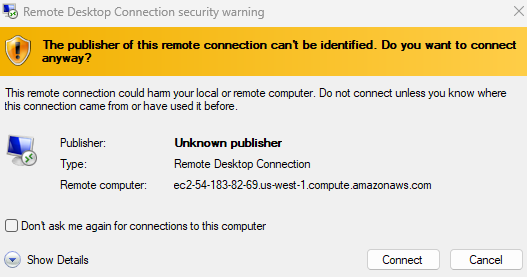 Remote Desktop Connection security warning
The publisher of this remote connection can't be identified. Do you want to connect
anyway?
This remote connection could harm your local or remote computer. Do not connect unless you know where
this connection came from or have used it before.
Publisher: Unknown publisher
Type: Remote Desktop Connection
Remote computer: ec2-54-183-82-69.us-west-1.compute.amazonaws.com
Don't ask me again for connections to this computer
Show Details Connect Cancel